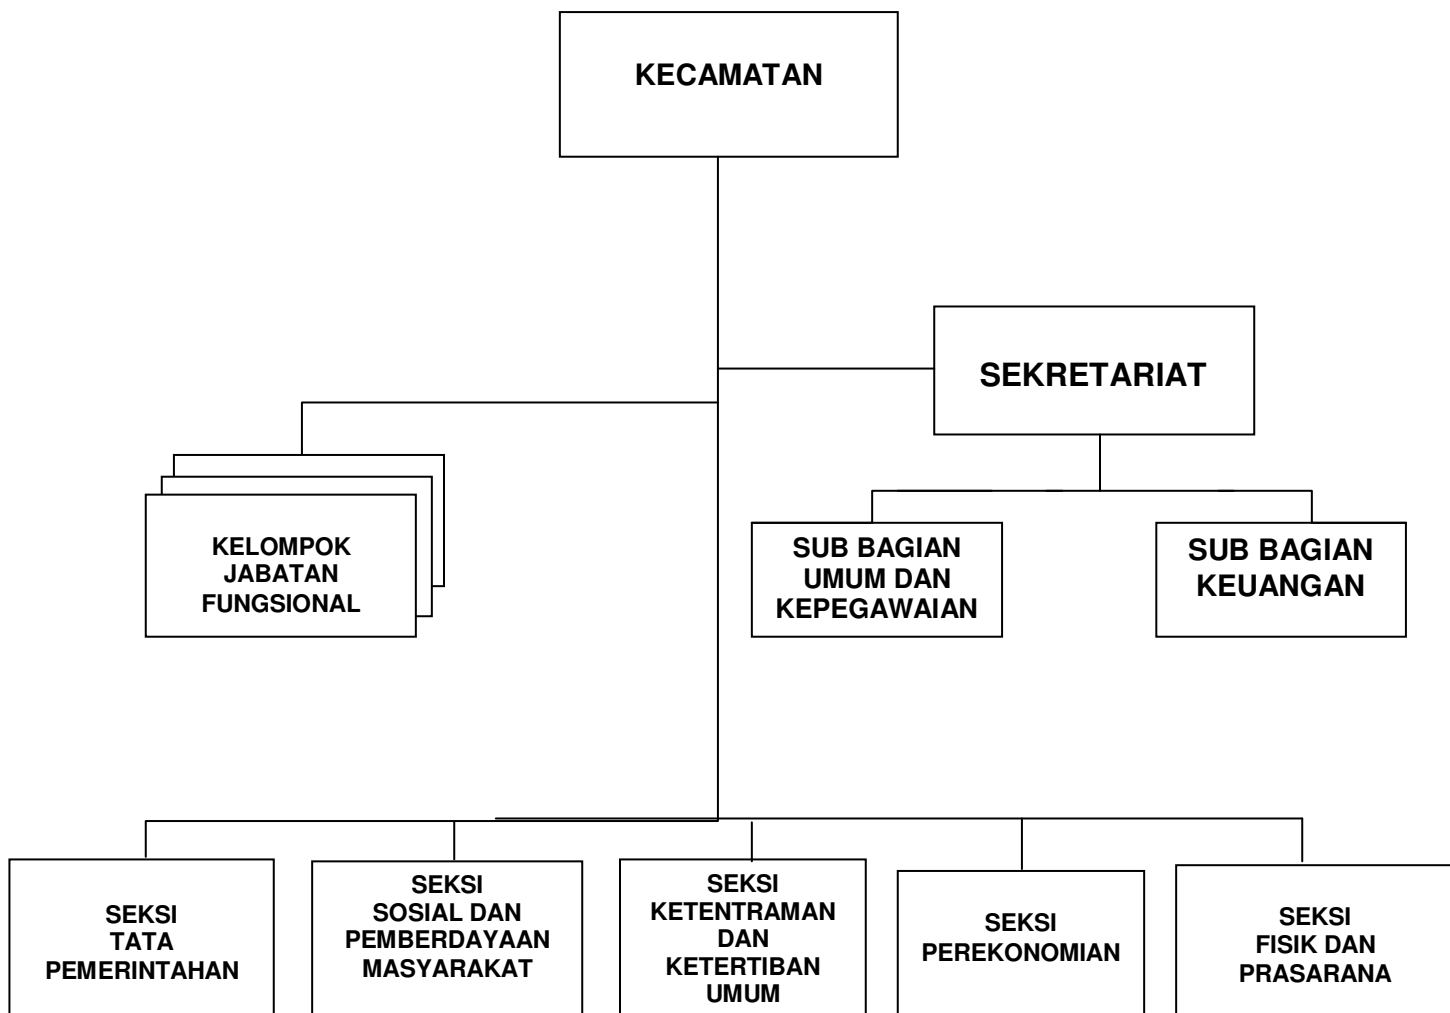 KECAMATAN
SEKRETARIAT
KELOMPOK
JABATAN
FUNGSIONAL
SUB BAGIAN
UMUM DAN
KEPEGAWAIAN
SUB BAGIAN
KEUANGAN
SEKSI
TATA
PEMERINTAHAN
SEKSI
SOSIAL DAN
PEMBERDAYAAN
MASYARAKAT
SEKSI
KETENTRAMAN
DAN
KETERTIBAN
UMUM
SEKSI
PEREKONOMIAN
SEKSI
FISIK DAN
PRASARANA